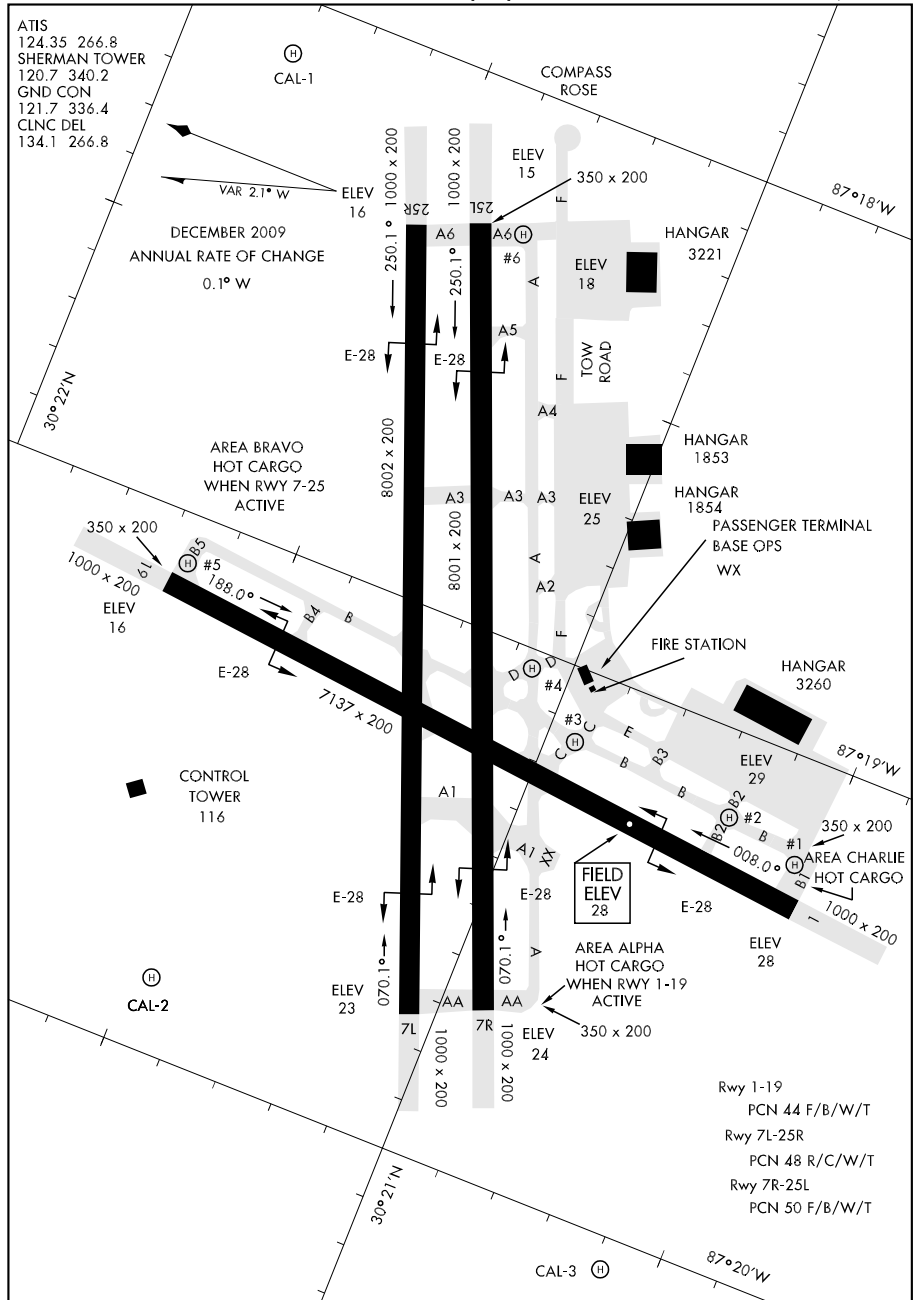 ATIS
124.35 266.8
SHERMAN TOWER
120.7 340.2
GND CON
121.7 336.4
CLNC DEL
134.1 266.8
H
CAL-1
COMPASS
ROSE
VAR 2.1° W
ELEV
16
DECEMBER 2009
ANNUAL RATE OF CHANGE
0.1° W
1000 x 200
1000 x 200
ELEV
15
350 x 200
87°18'W
25R
25L
F
A6
A6
H
#6
HANGAR
3221
250.1°
250.1°
A
ELEV
18
E-28
E-28
A5
TOW
ROAD
F
30°22'N
A4
HANGAR
1853
AREA BRAVO
HOT CARGO
WHEN RWY 7-25
ACTIVE
8002 x 200
8001 x 200
A3
A3
A3
ELEV
25
HANGAR
1854
PASSENGER TERMINAL
BASE OPS
WX
350 x 200
1000 x 200
19
B5
H
#5
188.0°
B4
B
A
A2
F
ELEV
16
E-28
7137 x 200
D
H
D
#4
FIRE STATION
HANGAR
3260
#3
C
H
C
E
B
B3
87°19'W
ELEV
29
CONTROL
TOWER
116
A1
B
B2
H
#2
B2
B
#1
350 x 200
H
AREA CHARLIE
HOT CARGO
B1
008.0°
1000 x 200
1
A1
XX
FIELD
ELEV
28
E-28
E-28
E-28
ELEV
28
070.1°
070.1°
A
AREA ALPHA
HOT CARGO
WHEN RWY 1-19
ACTIVE
H
CAL-2
ELEV
23
AA
AA
350 x 200
7L
7R
ELEV
24
1000 x 200
1000 x 200
Rwy 1-19
PCN 44 F/B/W/T
Rwy 7L-25R
PCN 48 R/C/W/T
Rwy 7R-25L
PCN 50 F/B/W/T
30°21'N
87°20'W
CAL-3
H